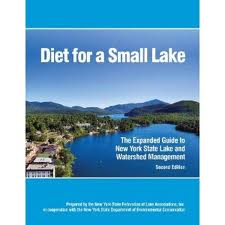 Diet for a Small Lake
The Expanded Guide to
New York State Lake and
Watershed Management
Second Edition
Prepared by the New York State Federation of Lake Associations, Inc.
in cooperation with the New York State Department of Environmental Conservation